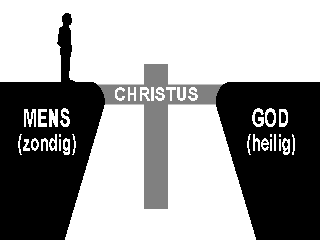 CHRISTUS
MENS
(zondig)
GOD
(heilig)